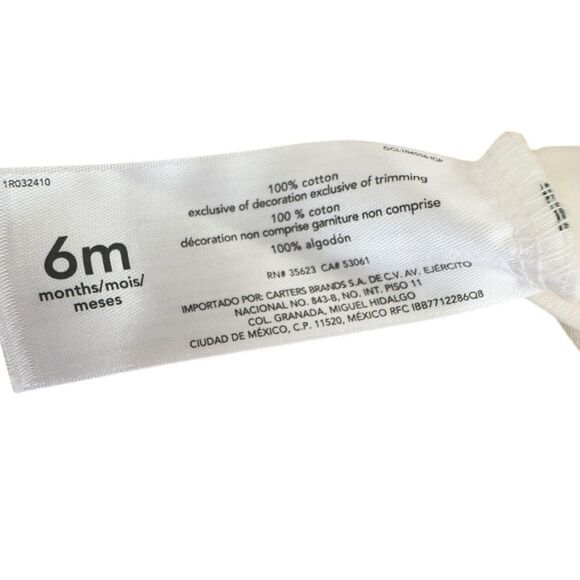 1R032410
GCL104556-IGP
6m
months/mois/
meses
100% cotton
exclusive of decoration exclusive of trimming
100 % coton
décoration non comprise garniture non comprise
100% algodón
RN# 35623 CA# 53061
IMPORTADO POR: CARTERS BRANDS S.A. DE C.V. AV. EJÉRCITO
NACIONAL NO. 843-B, NO. INT. PISO 11
COL. GRANADA, MIGUEL HIDALGO
CIUDAD DE MÉXICO, C.P. 11520, MÉXICO RFC IBB7712286Q8